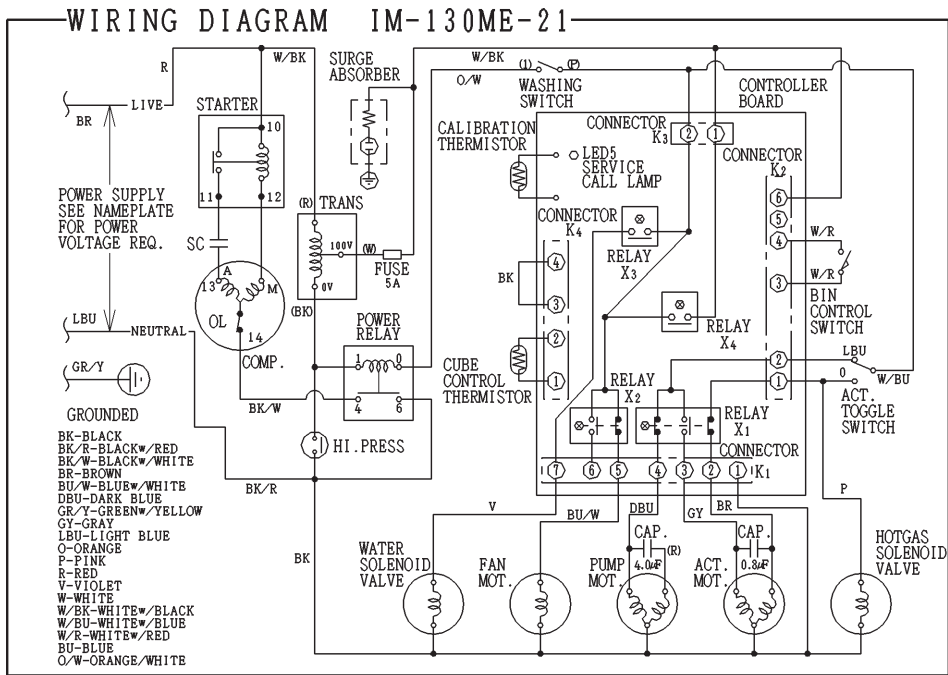 WIRING DIAGRAM IM-130ME-21
R
W/BK
SURGE
ABSORBER
W/BK
O/W
(1)
(P)
WASHING
SWITCH
CONTROLLER
BOARD
LIVE
BR
STARTER
10
11
12
CALIBRATION
THERMISTOR
LED5
SERVICE
CALL LAMP
CONNECTOR
K3
2
1
CONNECTOR
K2
6
5
4
3
2
1
POWER SUPPLY
SEE NAMEPLATE
FOR POWER
VOLTAGE REQ.
(R)
TRANS
100V
(W)
0V
(BK)
FUSE
5A
SC
A
13
M
OL
14
COMP.
CONNECTOR
K4
4
3
2
1
BK
RELAY
X3
RELAY
X4
W/R
W/R
BIN
CONTROL
SWITCH
LBU
NEUTRAL
GR/Y
GROUNDED
POWER
RELAY
1
0
4
6
BK/W
HI.PRESS
BK/R
CUBE
CONTROL
THERMISTOR
RELAY
X2
RELAY
X1
LBU
O
W/BU
ACT.
TOGGLE
SWITCH
CONNECTOR
K1
7
6
5
4
3
2
1
BK-BLACK
BK/R-BLACKw/RED
BK/W-BLACKw/WHITE
BR-BROWN
BU/W-BLUEw/WHITE
DBU-DARK BLUE
GR/Y-GREENw/YELLOW
GY-GRAY
LBU-LIGHT BLUE
O-ORANGE
P-PINK
R-RED
V-VIOLET
W-WHITE
W/BK-WHITEw/BLACK
W/BU-WHITEw/BLUE
W/R-WHITEw/RED
BU-BLUE
O/W-ORANGE/WHITE
BK
V
BU/W
DBU
GY
BR
P
WATER
SOLENOID
VALVE
FAN
MOT.
PUMP
MOT.
CAP.
(R)
4.0μF
ACT.
MOT.
CAP.
0.8μF
HOTGAS
SOLENOID
VALVE